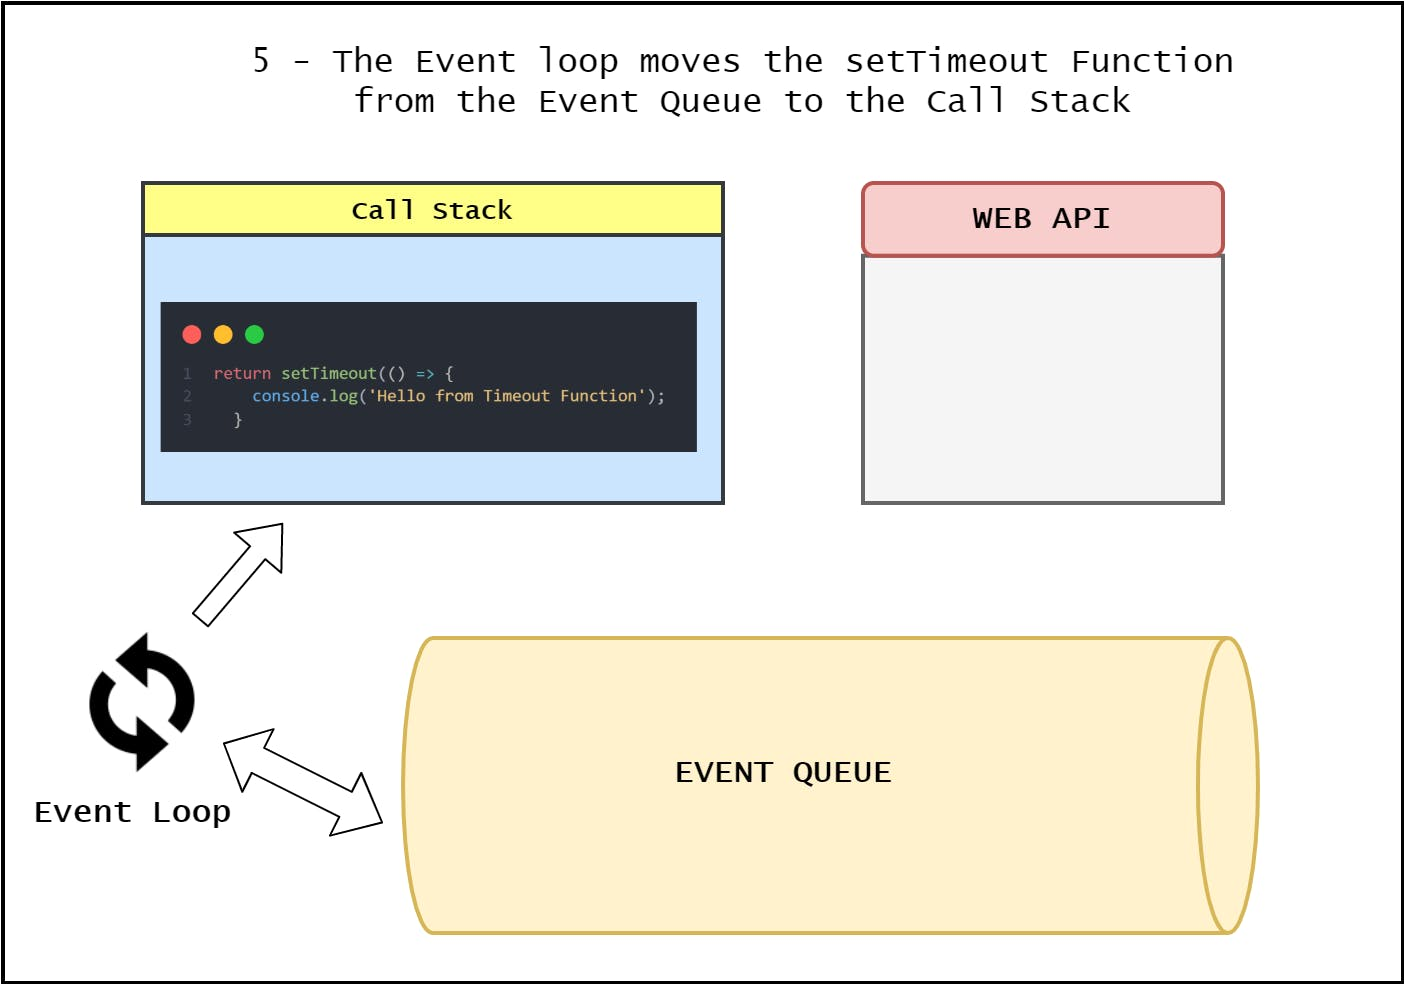 5 - The Event loop moves the setTimeout Function
from the Event Queue to the Call Stack
Call Stack
WEB API
1 return setTimeout(() => {
2 console.log('Hello from Timeout Function');
3 }
EVENT QUEUE
Event Loop